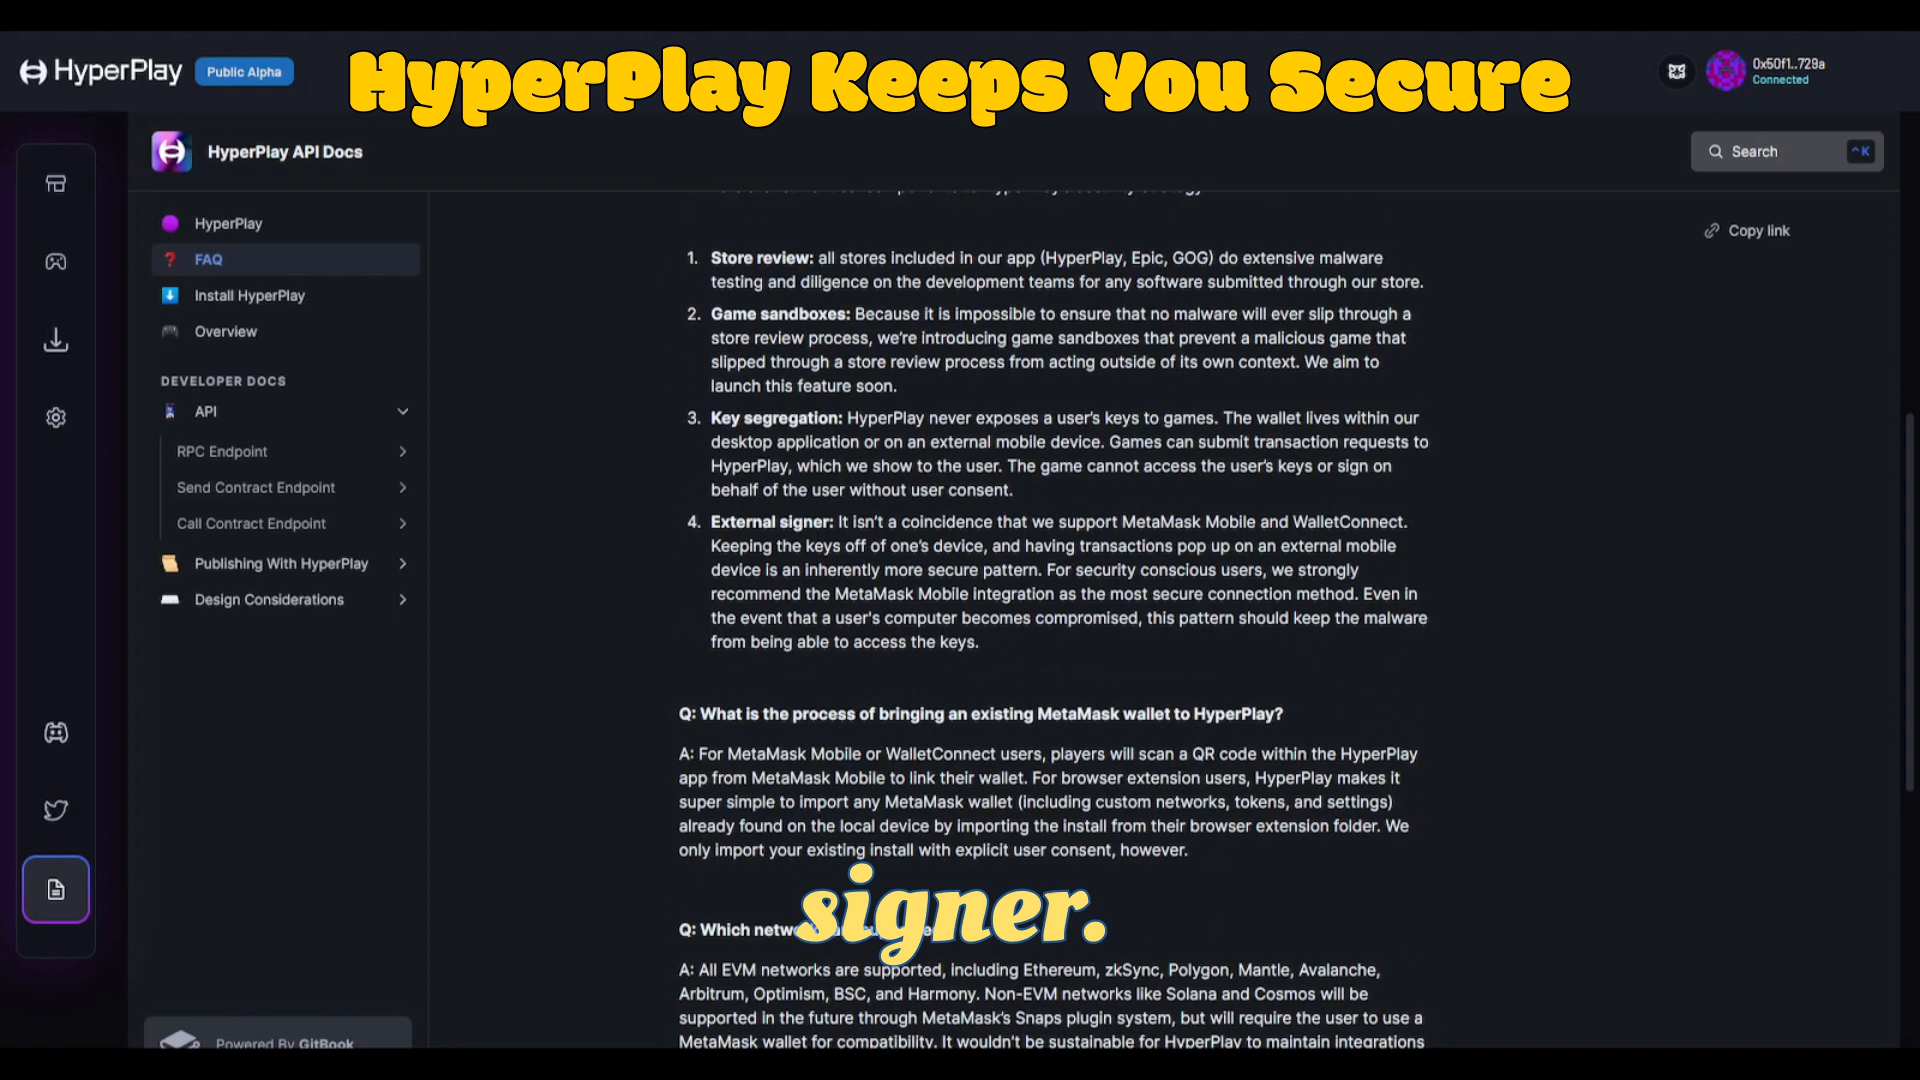 HyperPlay Keeps You Secure
HyperPlay
Public Alpha
0x50f1..729a
Connected
HyperPlay API Docs
Search
^K
HyperPlay
FAQ
Install HyperPlay
Overview
DEVELOPER DOCS
API
RPC Endpoint
Send Contract Endpoint
Call Contract Endpoint
Publishing With HyperPlay
Design Considerations
Powered By GitBook
Copy link
1. Store review: all stores included in our app (HyperPlay, Epic, GOG) do extensive malware
testing and diligence on the development teams for any software submitted through our store.
2. Game sandboxes: Because it is impossible to ensure that no malware will ever slip through a
store review process, we're introducing game sandboxes that prevent a malicious game that
slipped through a store review process from acting outside of its own context. We aim to
launch this feature soon.
3. Key segregation: HyperPlay never exposes a user's keys to games. The wallet lives within our
desktop application or on an external mobile device. Games can submit transaction requests to
HyperPlay, which we show to the user. The game cannot access the user's keys or sign on
behalf of the user without user consent.
4. External signer: It isn't a coincidence that we support MetaMask Mobile and WalletConnect.
Keeping the keys off of one's device, and having transactions pop up on an external mobile
device is an inherently more secure pattern. For security conscious users, we strongly
recommend the MetaMask Mobile integration as the most secure connection method. Even in
the event that a user's computer becomes compromised, this pattern should keep the malware
from being able to access the keys.
Q: What is the process of bringing an existing MetaMask wallet to HyperPlay?
A: For MetaMask Mobile or WalletConnect users, players will scan a QR code within the HyperPlay
app from MetaMask Mobile to link their wallet. For browser extension users, HyperPlay makes it
super simple to import any MetaMask wallet (including custom networks, tokens, and settings)
already found on the local device by importing the install from their browser extension folder. We
only import your existing install with explicit user consent, however.
signer.
Q: Which
A: All EVM networks are supported, including Ethereum, zkSync, Polygon, Mantle, Avalanche,
Arbitrum, Optimism, BSC, and Harmony. Non-EVM networks like Solana and Cosmos will be
supported in the future through MetaMask's Snaps plugin system, but will require the user to use a
MetaMask wallet for compatibility. It wouldn't be sustainable for HyperPlay to maintain integrations